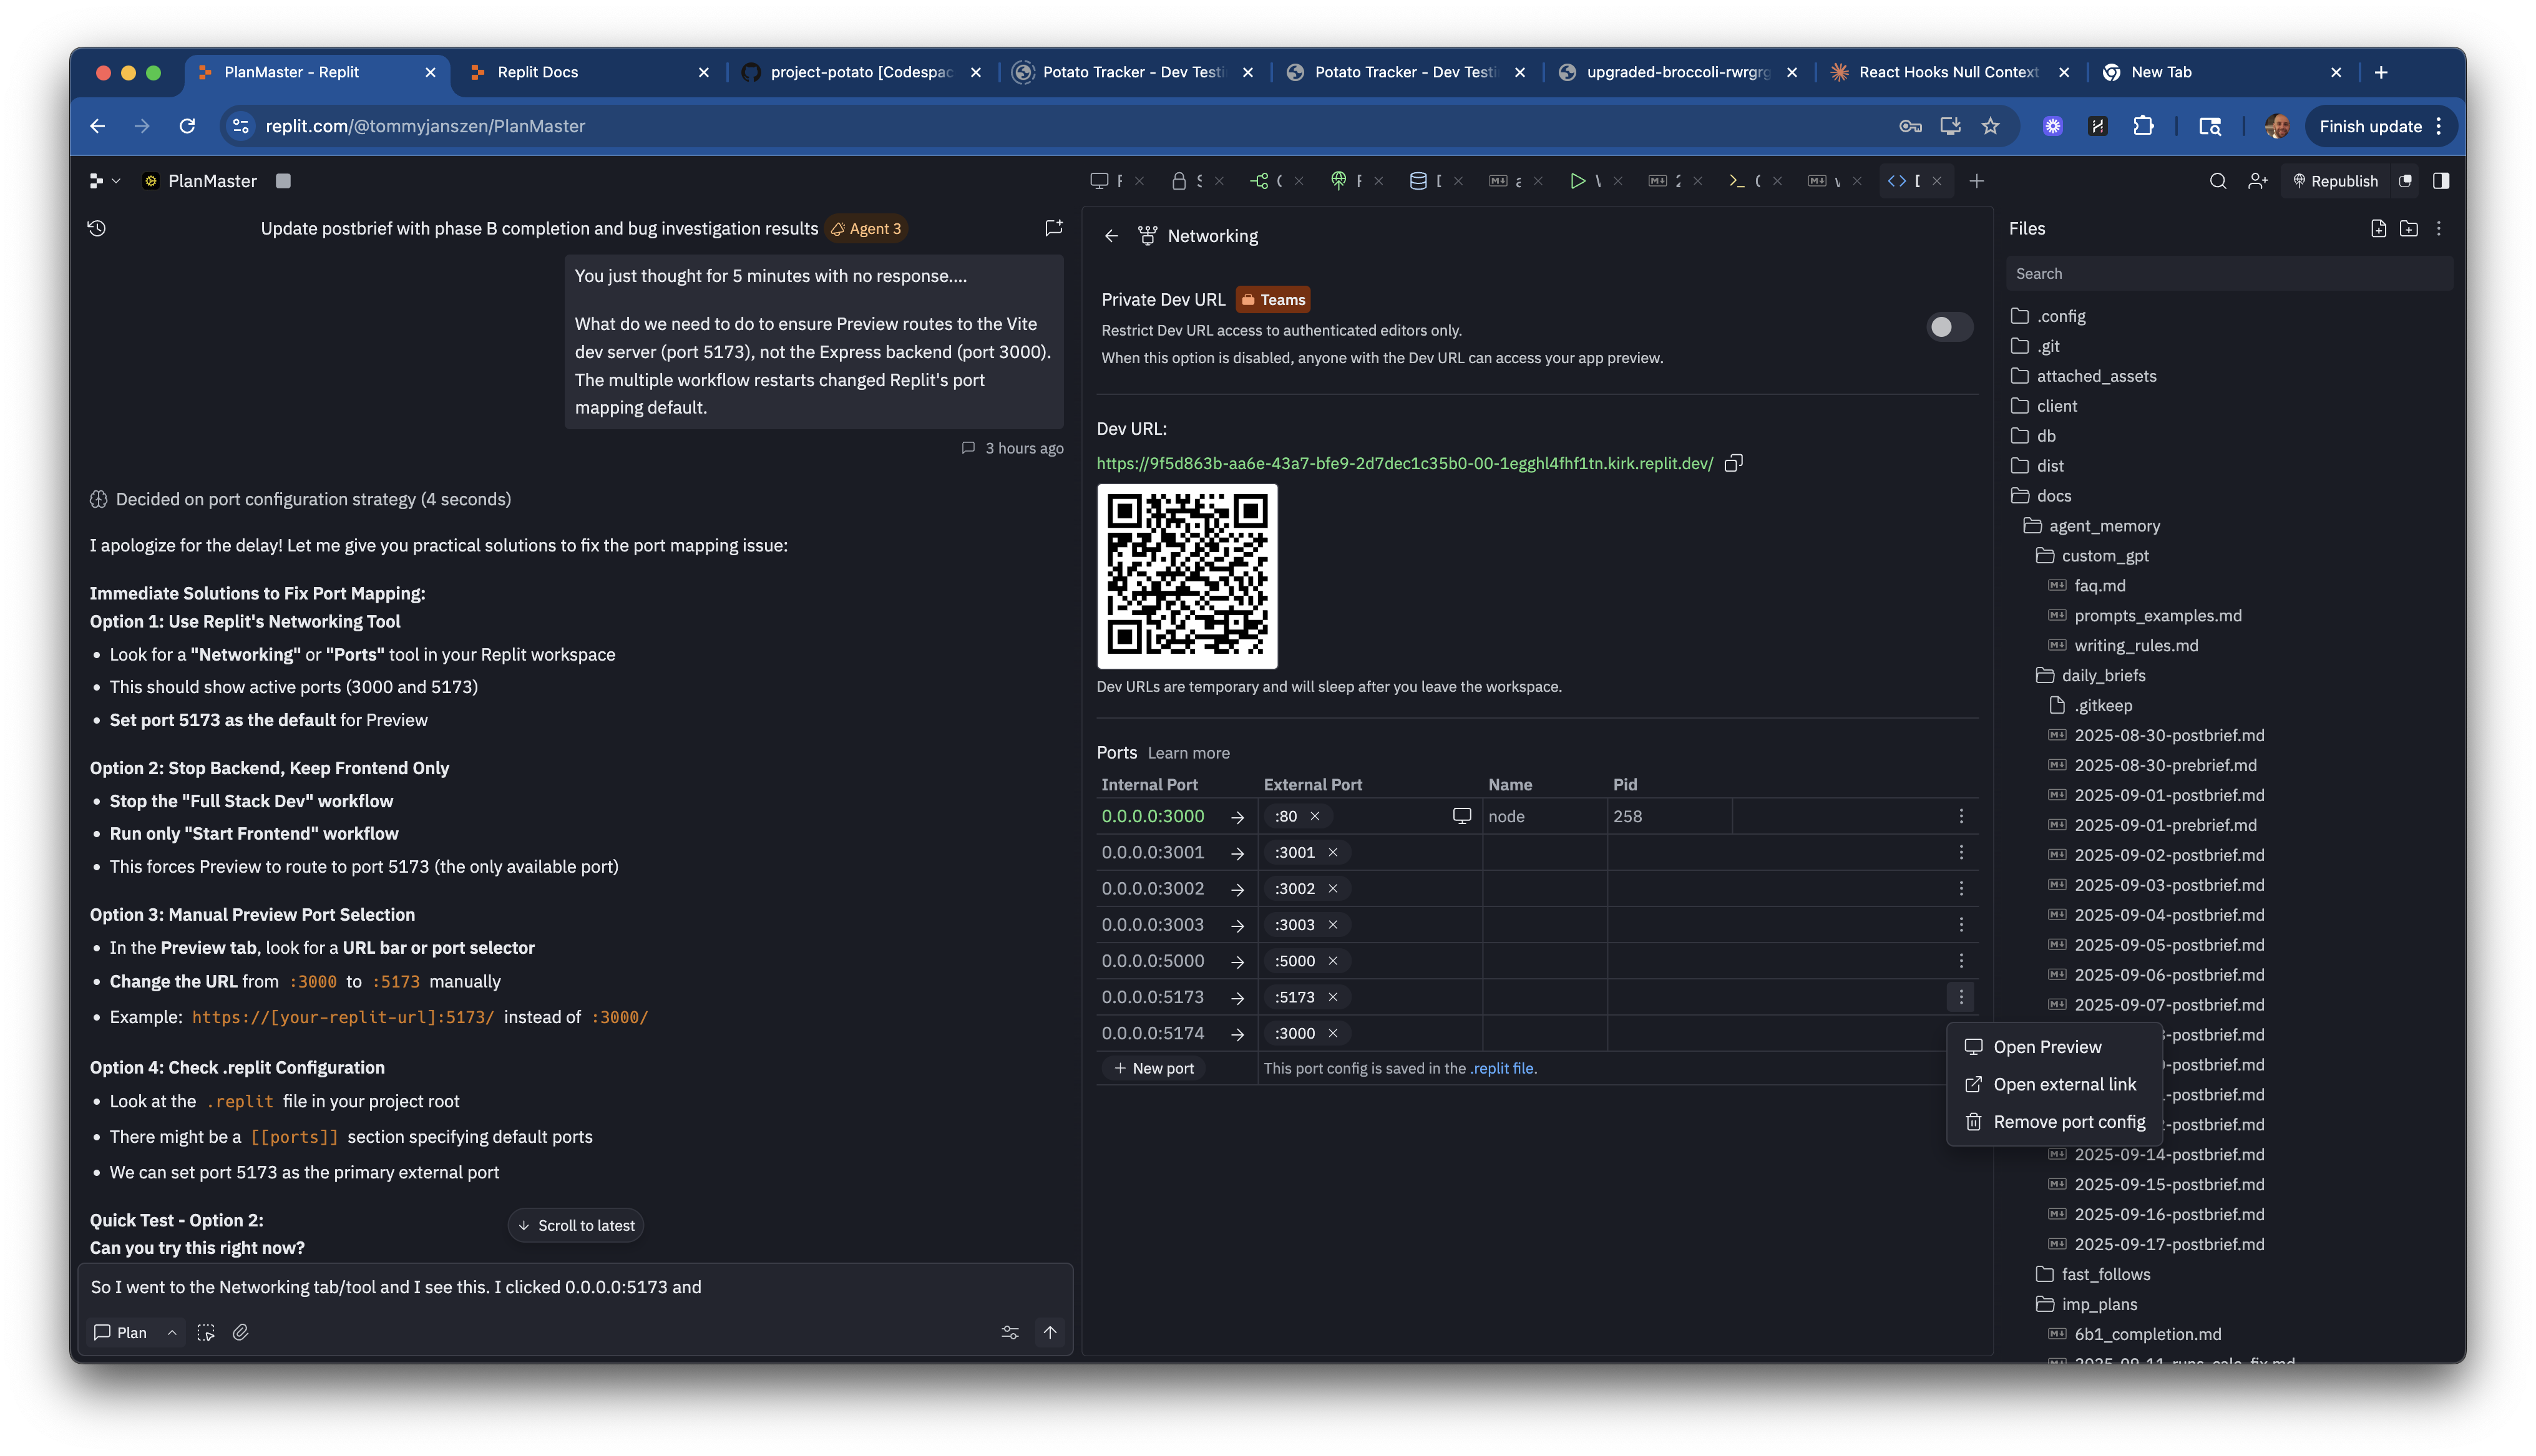 PlanMaster - Replit
Replit Docs
project-potato [Codespac
Potato Tracker - Dev Testi
Potato Tracker - Dev Testi
upgraded-broccoli-rwrgrg
React Hooks Null Context
New Tab
replit.com/@tommyjanszen/PlanMaster
Finish update
PlanMaster
Republish
Update postbrief with phase B completion and bug investigation results
Agent 3
You just thought for 5 minutes with no response....
What do we need to do to ensure Preview routes to the Vite
dev server (port 5173), not the Express backend (port 3000).
The multiple workflow restarts changed Replit's port
mapping default.
3 hours ago
Decided on port configuration strategy (4 seconds)
I apologize for the delay! Let me give you practical solutions to fix the port mapping issue:
Immediate Solutions to Fix Port Mapping:
Option 1: Use Replit's Networking Tool
• Look for a "Networking" or "Ports" tool in your Replit workspace
• This should show active ports (3000 and 5173)
• Set port 5173 as the default for Preview
Option 2: Stop Backend, Keep Frontend Only
• Stop the "Full Stack Dev" workflow
• Run only "Start Frontend" workflow
• This forces Preview to route to port 5173 (the only available port)
Option 3: Manual Preview Port Selection
• In the Preview tab, look for a URL bar or port selector
• Change the URL from :3000 to :5173 manually
• Example: https://[your-replit-url]:5173/ instead of :3000/
Option 4: Check .replit Configuration
• Look at the .replit file in your project root
• There might be a [[ports]] section specifying default ports
• We can set port 5173 as the primary external port
Quick Test - Option 2:
Can you try this right now?
Scroll to latest
So I went to the Networking tab/tool and I see this. I clicked 0.0.0.0:5173 and
Plan
Networking
Private Dev URL
Teams
Restrict Dev URL access to authenticated editors only.
When this option is disabled, anyone with the Dev URL can access your app preview.
Dev URL:
https://9f5d863b-aa6e-43a7-bfe9-2d7dec1c35b0-00-1egghl4fhf1tn.kirk.replit.dev/
Dev URLs are temporary and will sleep after you leave the workspace.
Ports Learn more
Internal Port External Port Name Pid
0.0.0.0:3000 → :80 × node 258
0.0.0.0:3001 → :3001 ×
0.0.0.0:3002 → :3002 ×
0.0.0.0:3003 → :3003 ×
0.0.0.0:5000 → :5000 ×
0.0.0.0:5173 → :5173 ×
0.0.0.0:5174 → :3000 ×
+ New port This port config is saved in the .replit file.
Open Preview
Open external link
Remove port config
Files
Search
.config
.git
attached_assets
client
db
dist
docs
agent_memory
custom_gpt
faq.md
prompts_examples.md
writing_rules.md
daily_briefs
.gitkeep
2025-08-30-postbrief.md
2025-08-30-prebrief.md
2025-09-01-postbrief.md
2025-09-01-prebrief.md
2025-09-02-postbrief.md
2025-09-03-postbrief.md
2025-09-04-postbrief.md
2025-09-05-postbrief.md
2025-09-06-postbrief.md
2025-09-07-postbrief.md
-postbrief.md
-postbrief.md
-postbrief.md
-postbrief.md
2025-09-14-postbrief.md
2025-09-15-postbrief.md
2025-09-16-postbrief.md
2025-09-17-postbrief.md
fast_follows
imp_plans
6b1_completion.md